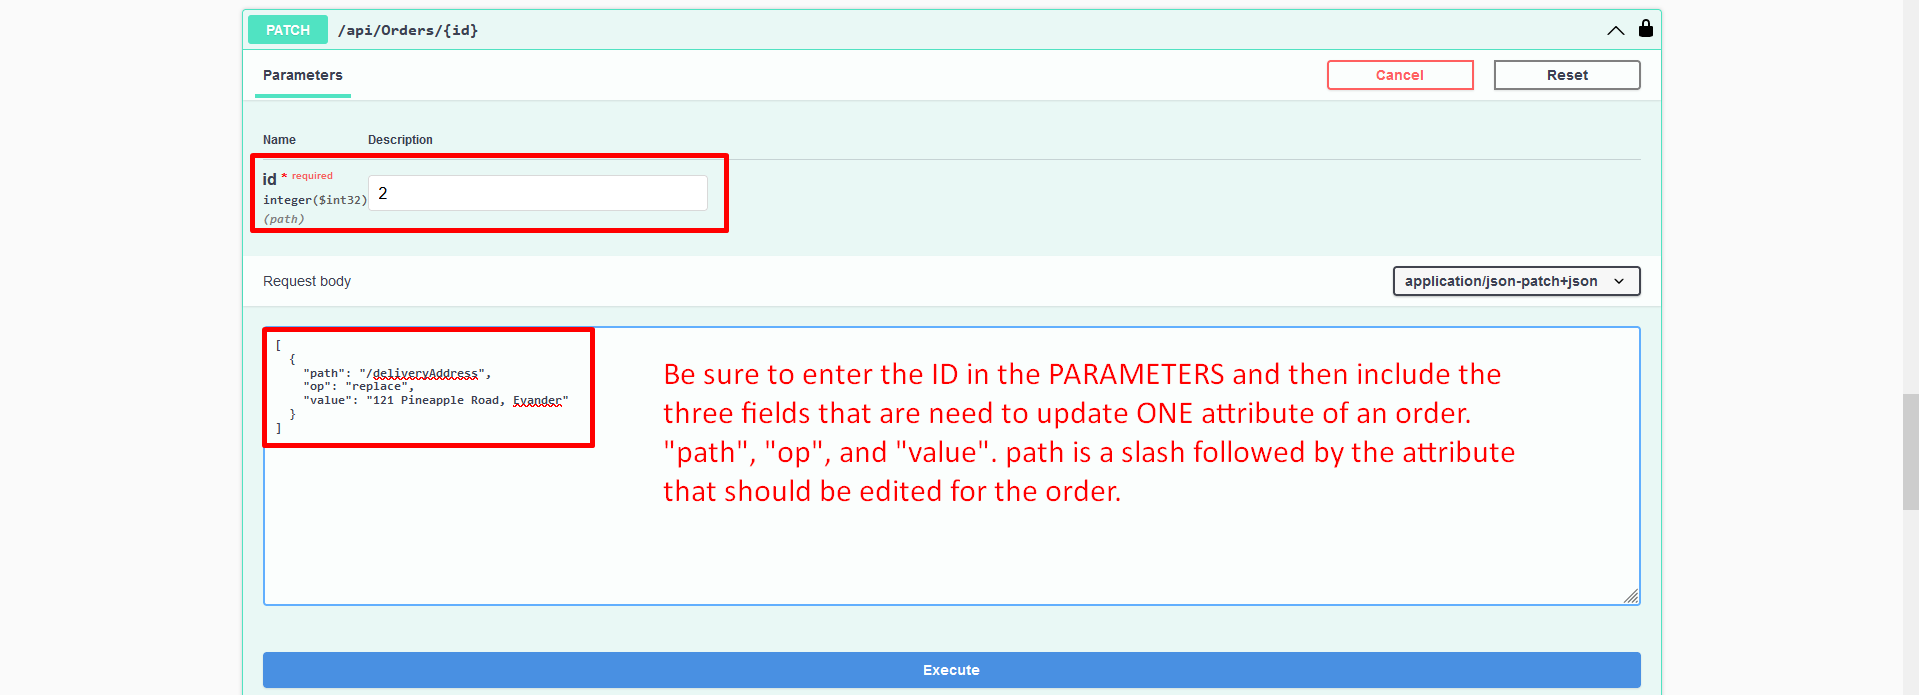 PATCH /api/Orders/{id}
Parameters Cancel Reset
Name Description
id * required
integer($int32) 2
(path)
Request body application/json-patch+json
[
{
"path": "/deliveryAddress",
"op": "replace",
"value": "121 Pineapple Road, Evander"
}
]
Be sure to enter the ID in the PARAMETERS and then include the
three fields that are need to update ONE attribute of an order.
"path", "op", and "value". path is a slash followed by the attribute
that should be edited for the order.
Execute